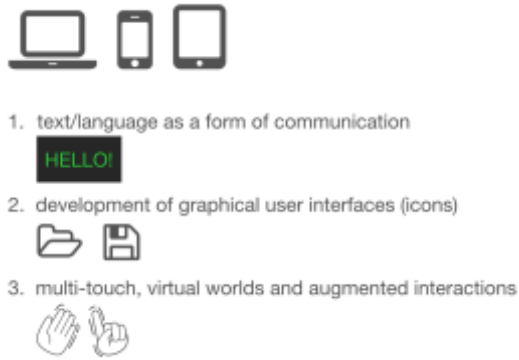 1. text/language as a form of communication
HELLO!
2. development of graphical user interfaces (icons)
3. multi-touch, virtual worlds and augmented interactions